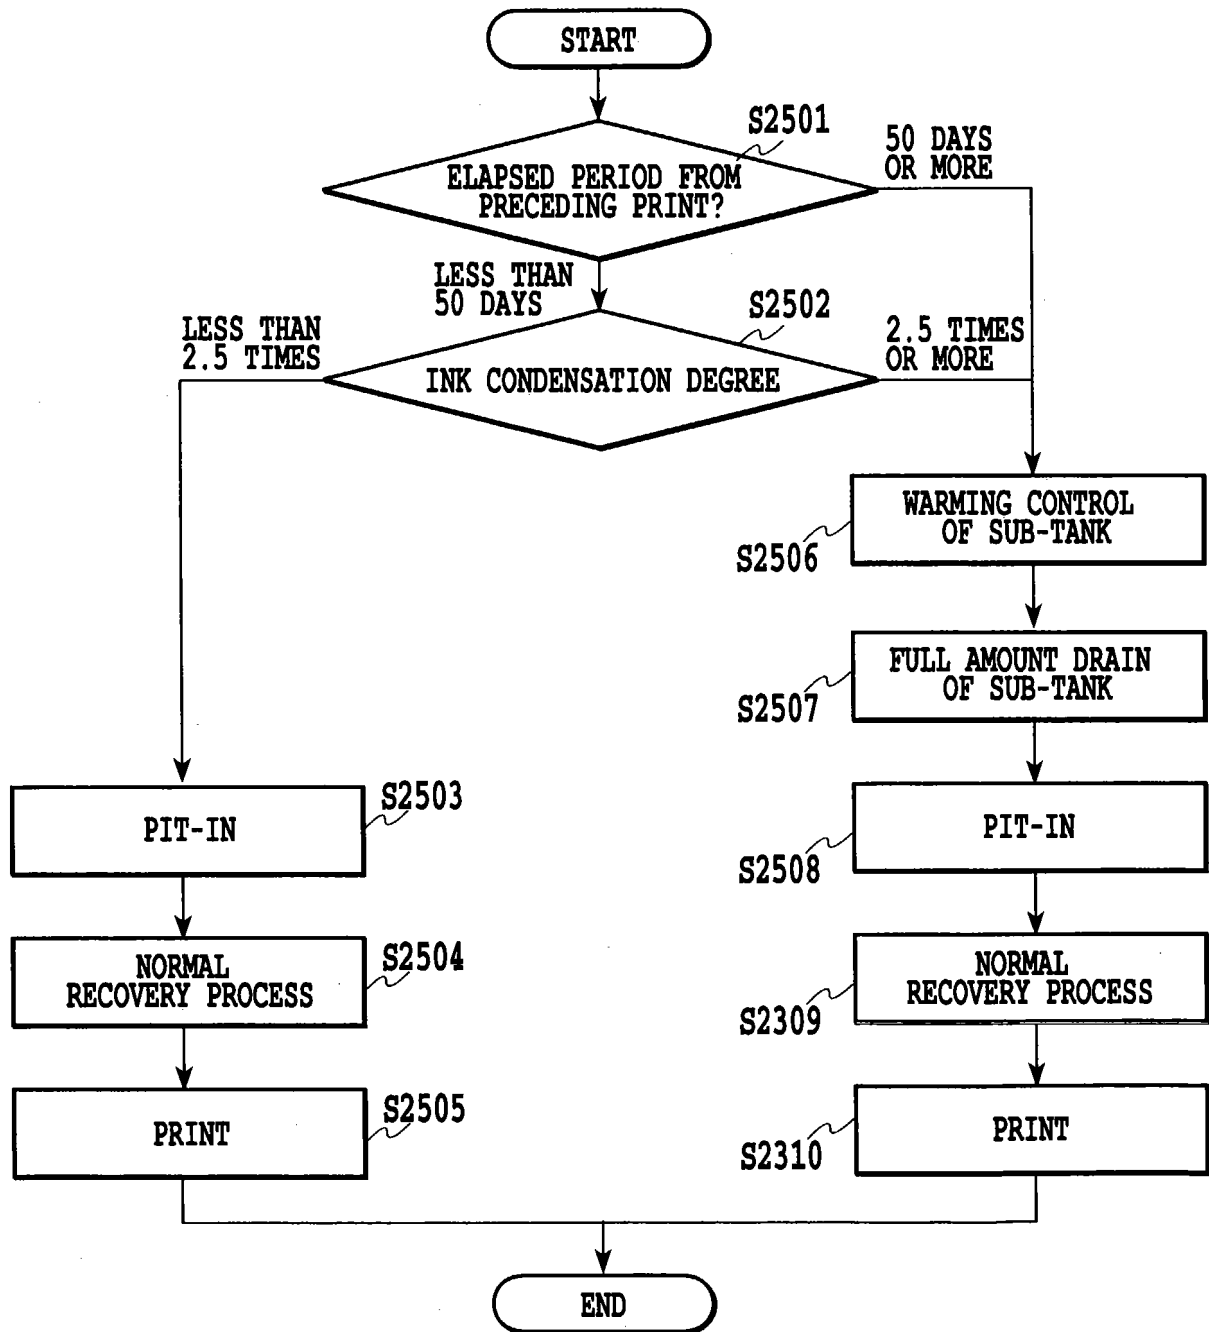 START
S2501
50 DAYS
OR MORE
ELAPSED PERIOD FROM
PRECEDING PRINT?
LESS THAN
50 DAYS
S2502
LESS THAN
2.5 TIMES
2.5 TIMES
OR MORE
INK CONDENSATION DEGREE
WARMING CONTROL
OF SUB-TANK
S2506
FULL AMOUNT DRAIN
OF SUB-TANK
S2507
S2503
PIT-IN
PIT-IN
S2508
S2504
NORMAL
RECOVERY PROCESS
NORMAL
RECOVERY PROCESS
S2309
S2505
PRINT
PRINT
S2310
END